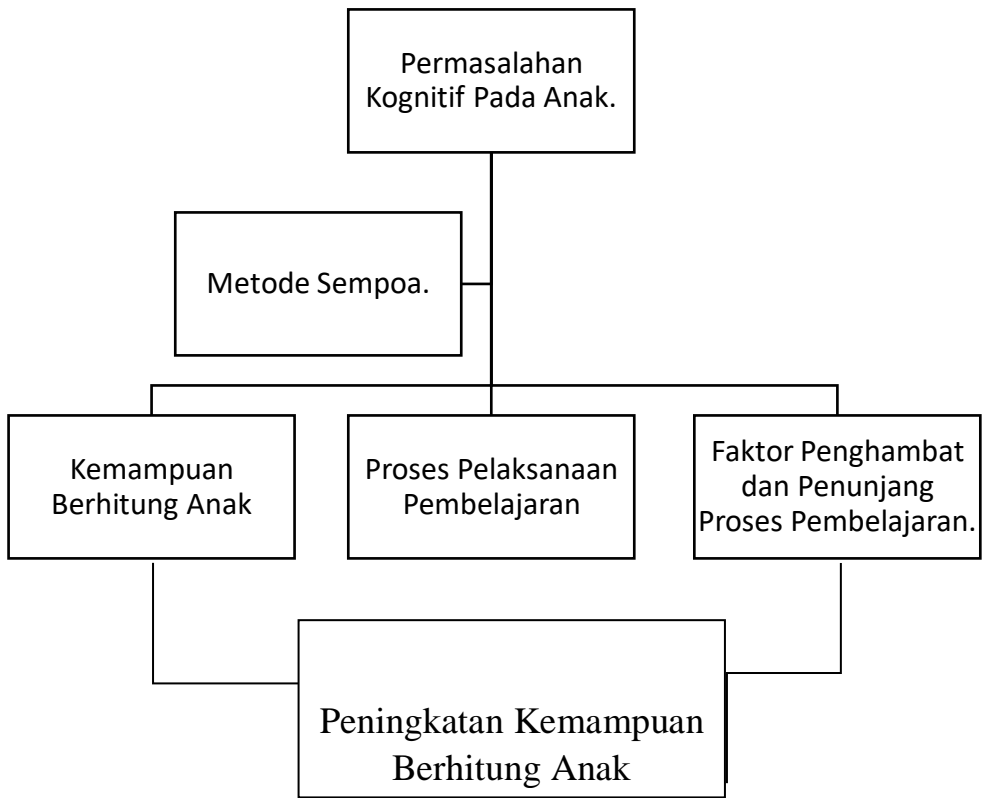 Permasalahan
Kognitif Pada Anak.
Metode Sempoa.
Kemampuan
Berhitung Anak
Proses Pelaksanaan
Pembelajaran
Faktor Penghambat
dan Penunjang
Proses Pembelajaran.
Peningkatan Kemampuan
Berhitung Anak